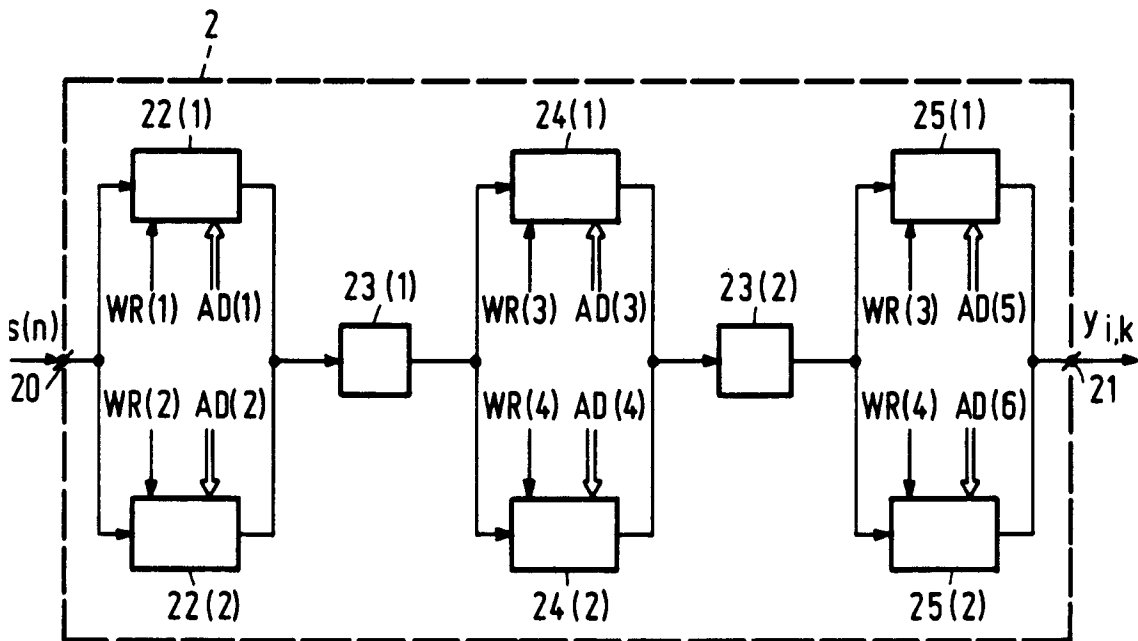 2
22(1) 24(1) 25(1)
WR(1) AD(1) 23(1) WR(3) AD(3) 23(2) WR(3) AD(5)
s(n) y i,k
20 21
WR(2) AD(2) WR(4) AD(4) WR(4) AD(6)
22(2) 24(2) 25(2)